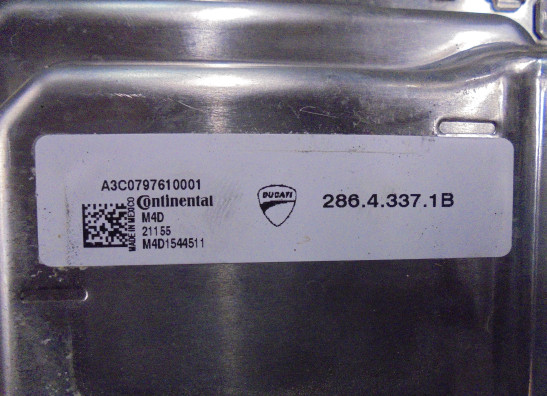 A3C0797610001
MADE IN MEXICO
Continental
M4D
21155
M4D1544511
DUCATI
286.4.337.1B